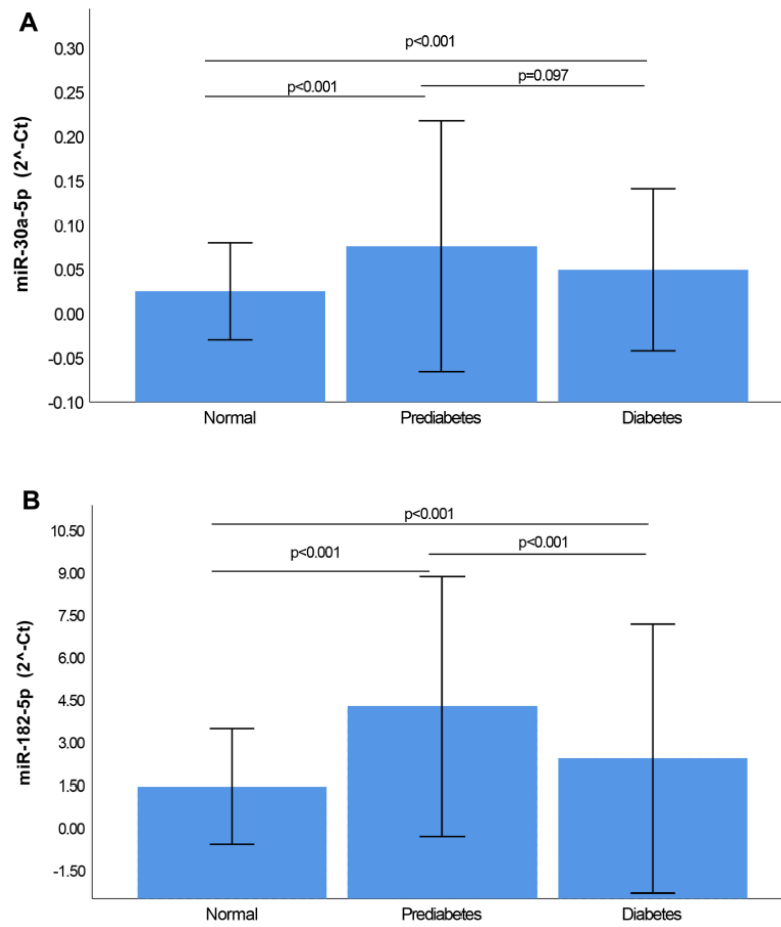 A
miR-30a-5p (2^-Ct)
0.30
0.25
0.20
0.15
0.10
0.05
0.00
-0.05
-0.10
p<0.001
p<0.001
p=0.097
Normal
Prediabetes
Diabetes
B
miR-182-5p (2^-Ct)
10.50
9.00
7.50
6.00
4.50
3.00
1.50
0.00
-1.50
p<0.001
p<0.001
p<0.001
Normal
Prediabetes
Diabetes